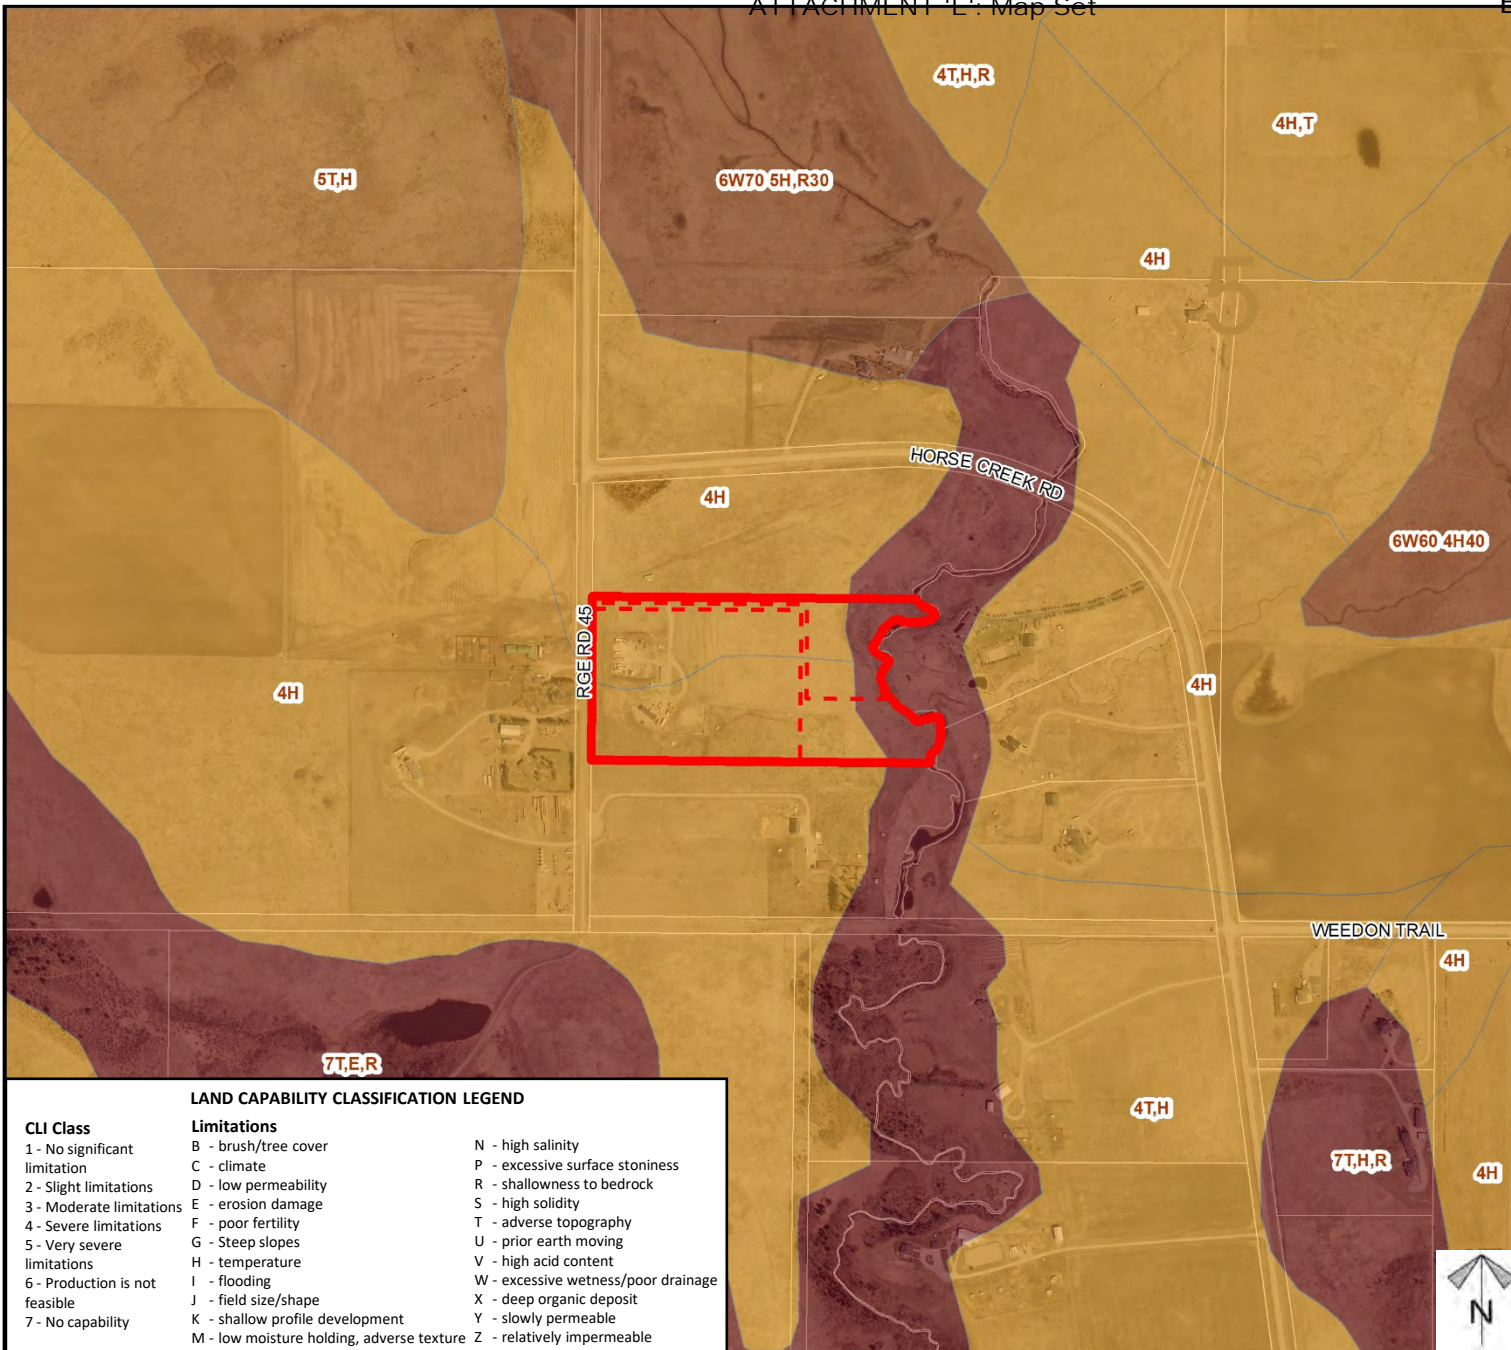 ATTACHMENT 'E': Map Set
4T,H,R
4H,T
5T,H
6W70 5H,R30
4H
5
HORSE CREEK RD
4H
6W60 4H40
RGE RD 45
4H
4H
WEEDON TRAIL
4H
7T,E,R
4T,H
7T,H,R
4H
LAND CAPABILITY CLASSIFICATION LEGEND
CLI Class
1 - No significant
limitation
2 - Slight limitations
3 - Moderate limitations
4 - Severe limitations
5 - Very severe
limitations
6 - Production is not
feasible
7 - No capability
Limitations
B - brush/tree cover
C - climate
D - low permeability
E - erosion damage
F - poor fertility
G - Steep slopes
H - temperature
I - flooding
J - field size/shape
K - shallow profile development
M - low moisture holding, adverse texture
N - high salinity
P - excessive surface stoniness
R - shallowness to bedrock
S - high solidity
T - adverse topography
U - prior earth moving
V - high acid content
W - excessive wetness/poor drainage
X - deep organic deposit
Y - slowly permeable
Z - relatively impermeable
N